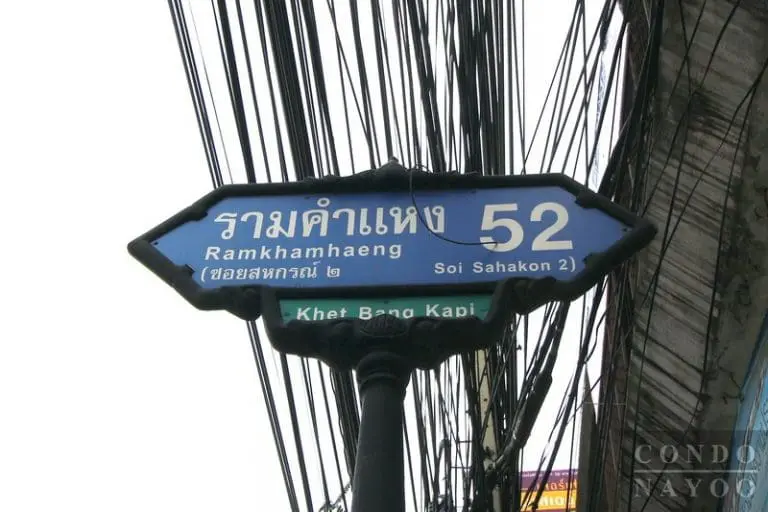 รามคำแหง 52
Ramkhamhaeng
(ซอยสหกรณ์ ๒ Soi Sahakon 2)
Khet Bang Kapi
CONDO
NAYOO